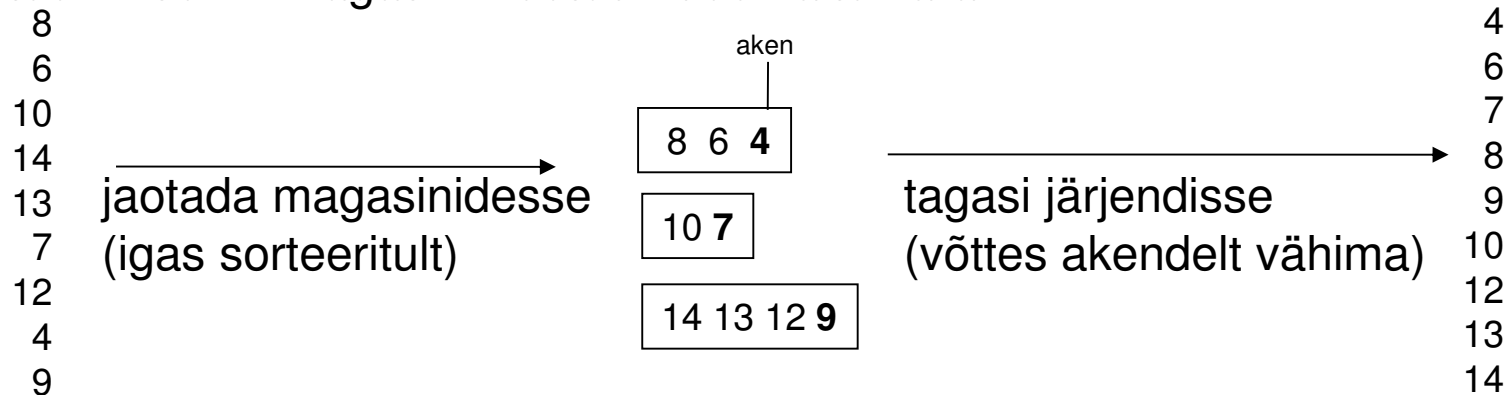 8
6
10
14
13
7
12
4
9
jaotada magasinidesse
(igas sorteeritult)
aken
8 6 4
10 7
14 13 12 9
tagasi järjendisse
(võttes akendelt vähima)
4
6
7
8
9
10
12
13
14